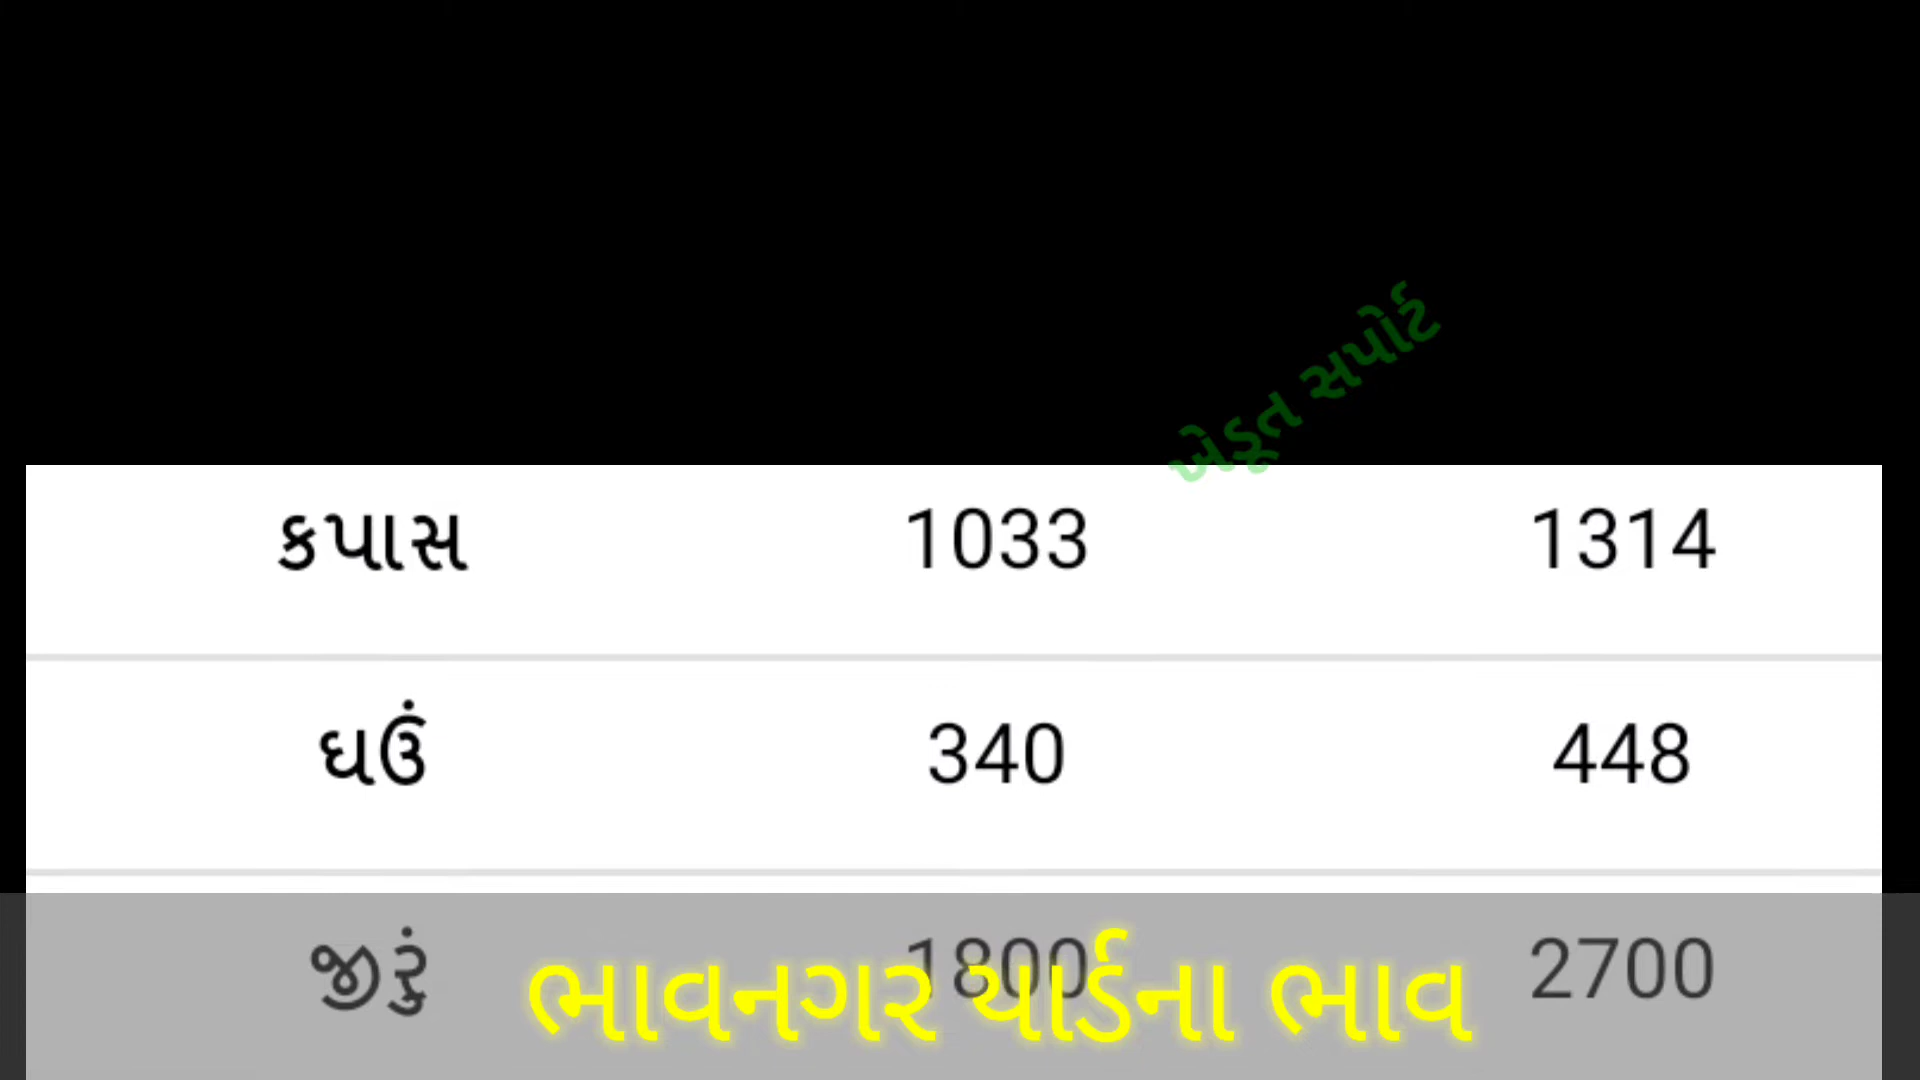 ખેડૂત સપોર્ટ
કપાસ 1033 1314
ઘઉં 340 448
જીરું 1800 2700
ભાવનગર યાર્ડના ભાવ